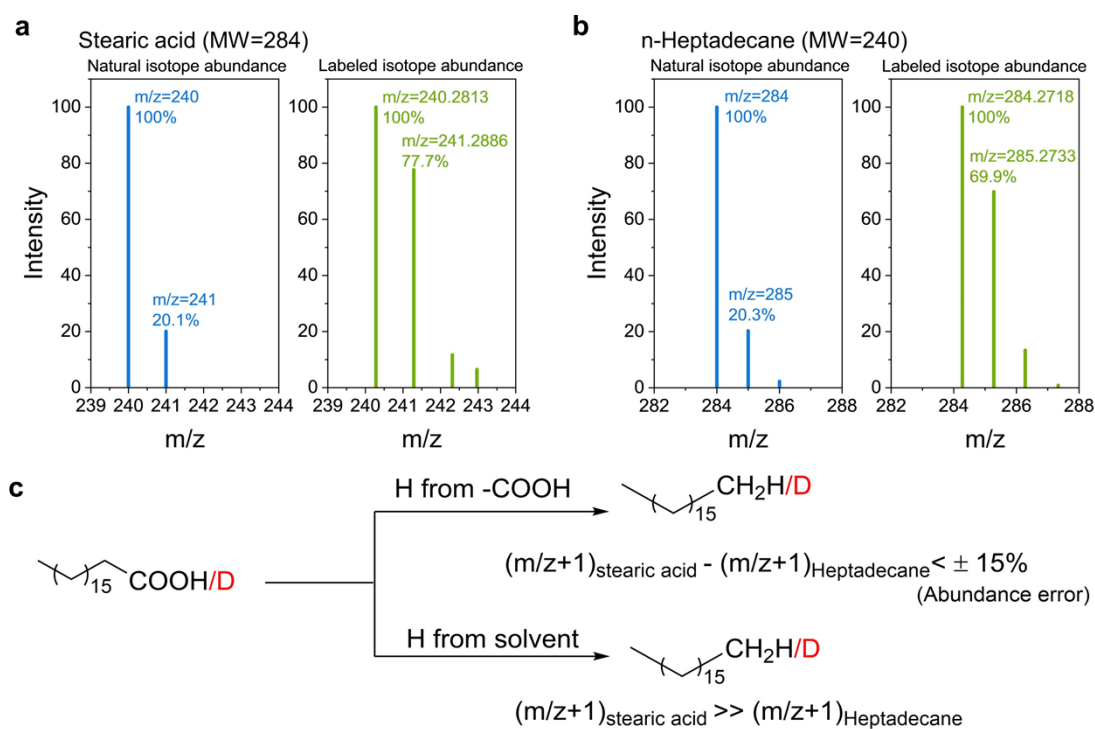 a
Stearic acid (MW=284)
Natural isotope abundance
Labeled isotope abundance
m/z=240
100%
m/z=241
20.1%
m/z=240.2813
100%
m/z=241.2886
77.7%
Intensity
100
80
60
40
20
0
239 240 241 242 243 244
239 240 241 242 243 244
m/z
m/z
b
n-Heptadecane (MW=240)
Natural isotope abundance
Labeled isotope abundance
m/z=284
100%
m/z=285
20.3%
m/z=284.2718
100%
m/z=285.2733
69.9%
Intensity
100
80
60
40
20
0
282 284 286 288
282 284 286 288
m/z
m/z
c
H from -COOH
CH2H/D
15
(m/z+1)stearic acid - (m/z+1)Heptadecane< ± 15%
(Abundance error)
COOH/D
15
H from solvent
CH2H/D
15
(m/z+1)stearic acid >> (m/z+1)Heptadecane